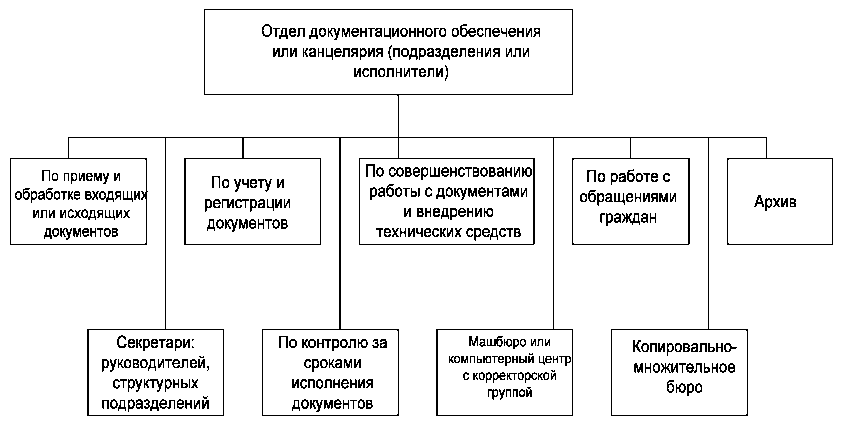 Отдел документационного обеспечения
или канцелярия (подразделения или
исполнители)
По приему и
обработке входящих
или исходящих
документов
По учету и
регистрации
документов
По совершенствованию
работы с документами
и внедрению
технических средств
По работе с
обращениями
граждан
Архив
Секретари:
руководителей,
структурных
подразделений
По контролю за
сроками
исполнения
документов
Машбюро или
компьютерный центр
с корректорской
группой
Копировально-
множительное
бюро